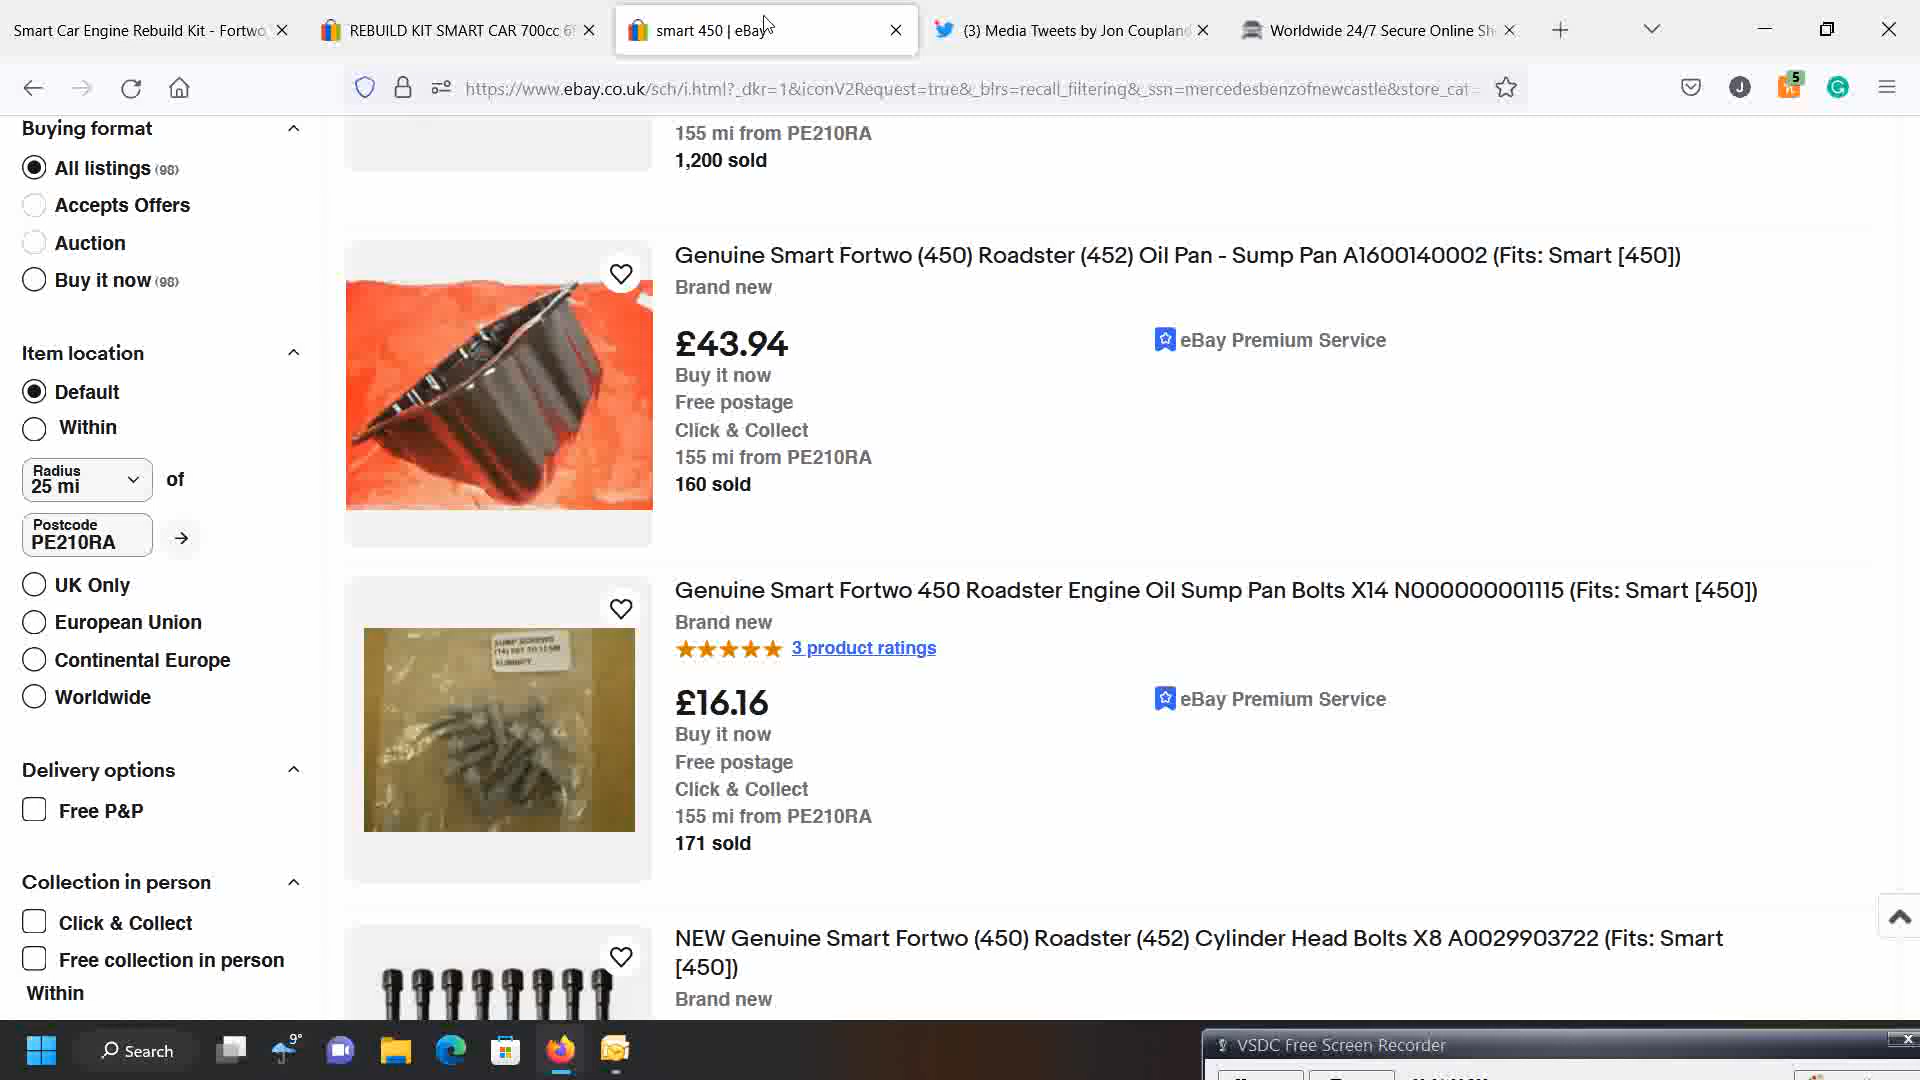 Smart Car Engine Rebuild Kit - Fortwo
REBUILD KIT SMART CAR 700cc 6
smart 450 | eBay
(3) Media Tweets by Jon Coupland
Worldwide 24/7 Secure Online Sh
https://www.ebay.co.uk/sch/i.html?_dkr=1&iconV2Request=true&_blrs=recall_filtering&_ssn=mercedesbenzofnewcastle&store_cat=
5
J
G
Buying format
All listings (98)
Accepts Offers
Auction
Buy it now (98)
Item location
Default
Within
Radius
25 mi
of
Postcode
PE210RA
UK Only
European Union
Continental Europe
Worldwide
Delivery options
Free P&P
Collection in person
Click & Collect
Free collection in person
Within
155 mi from PE210RA
1,200 sold
Genuine Smart Fortwo (450) Roadster (452) Oil Pan - Sump Pan A1600140002 (Fits: Smart [450])
Brand new
£43.94
Buy it now
Free postage
Click & Collect
155 mi from PE210RA
160 sold
eBay Premium Service
Genuine Smart Fortwo 450 Roadster Engine Oil Sump Pan Bolts X14 N000000001115 (Fits: Smart [450])
Brand new
3 product ratings
£16.16
Buy it now
Free postage
Click & Collect
155 mi from PE210RA
171 sold
eBay Premium Service
SUMP SCREWS
NEW Genuine Smart Fortwo (450) Roadster (452) Cylinder Head Bolts X8 A0029903722 (Fits: Smart
[450])
Brand new
Search
9°
VSDC Free Screen Recorder